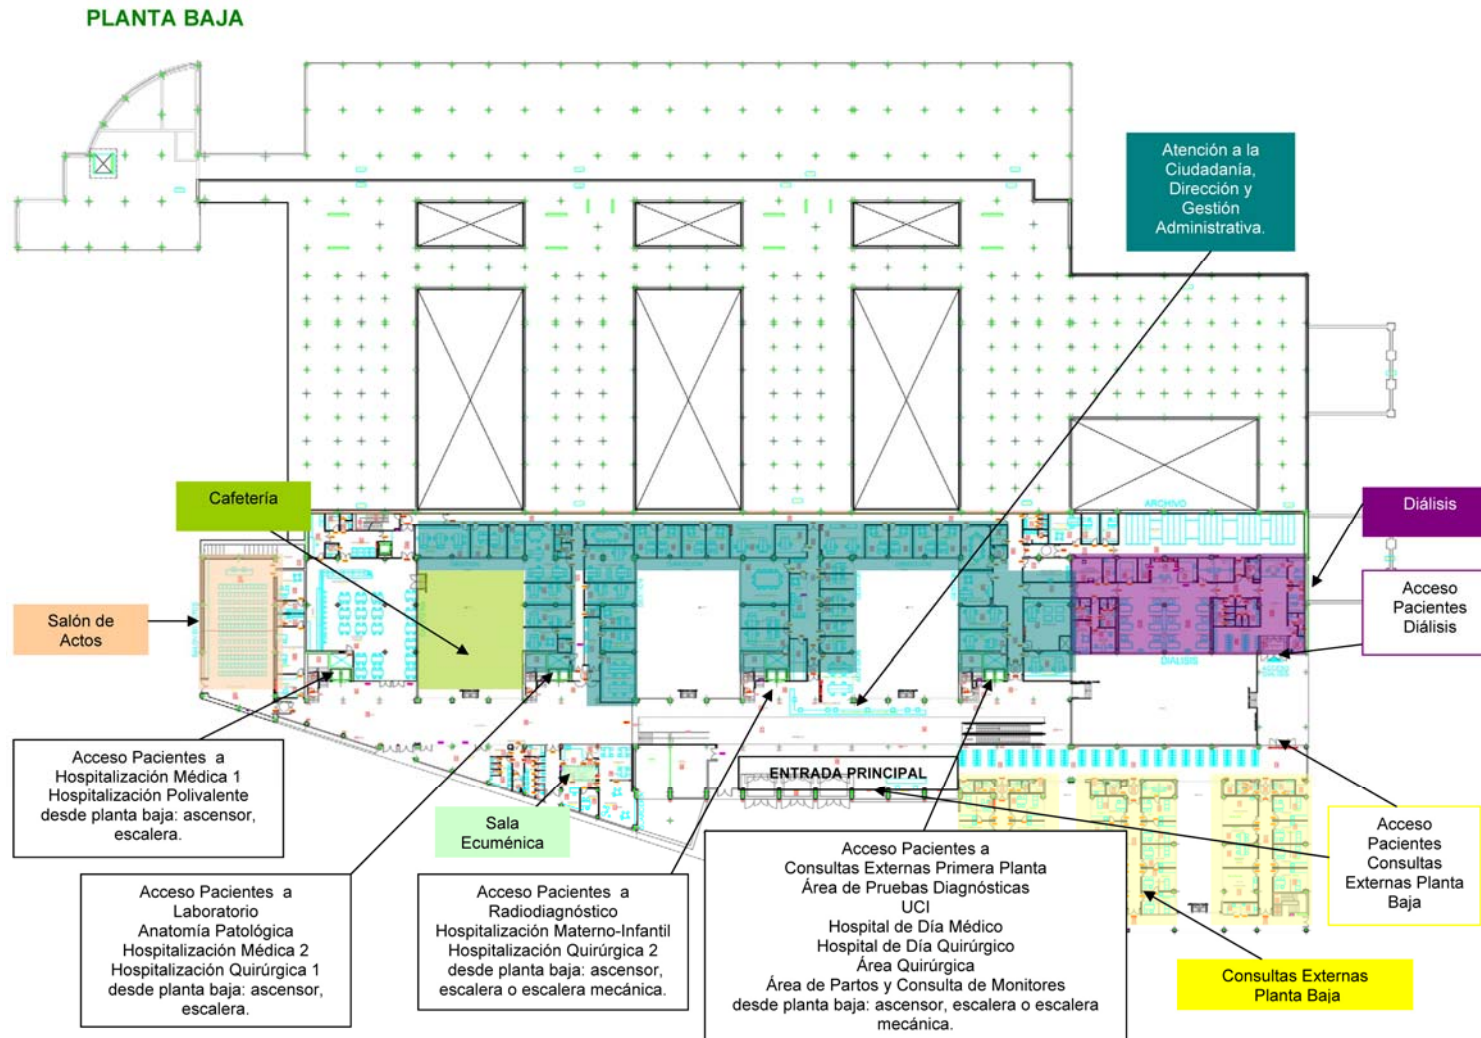 PLANTA BAJA
Atención a la
Ciudadanía,
Dirección y
Gestión
Administrativa.
Cafetería
ARCHIVO
Diálisis
Salón de
Actos
Acceso
Pacientes
Diálisis
DIALISIS
ACCESO
DIALISIS
ENTRADA PRINCIPAL
Acceso Pacientes a
Hospitalización Médica 1
Hospitalización Polivalente
desde planta baja: ascensor,
escalera.
Sala
Ecuménica
Acceso
Pacientes
Consultas
Externas Planta
Baja
Acceso Pacientes a
Laboratorio
Anatomía Patológica
Hospitalización Médica 2
Hospitalización Quirúrgica 1
desde planta baja: ascensor,
escalera.
Acceso Pacientes a
Radiodiagnóstico
Hospitalización Materno-Infantil
Hospitalización Quirúrgica 2
desde planta baja: ascensor,
escalera o escalera mecánica.
Acceso Pacientes a
Consultas Externas Primera Planta
Área de Pruebas Diagnósticas
UCI
Hospital de Día Médico
Hospital de Día Quirúrgico
Área Quirúrgica
Área de Partos y Consulta de Monitores
desde planta baja: ascensor, escalera o escalera
mecánica.
Consultas Externas
Planta Baja